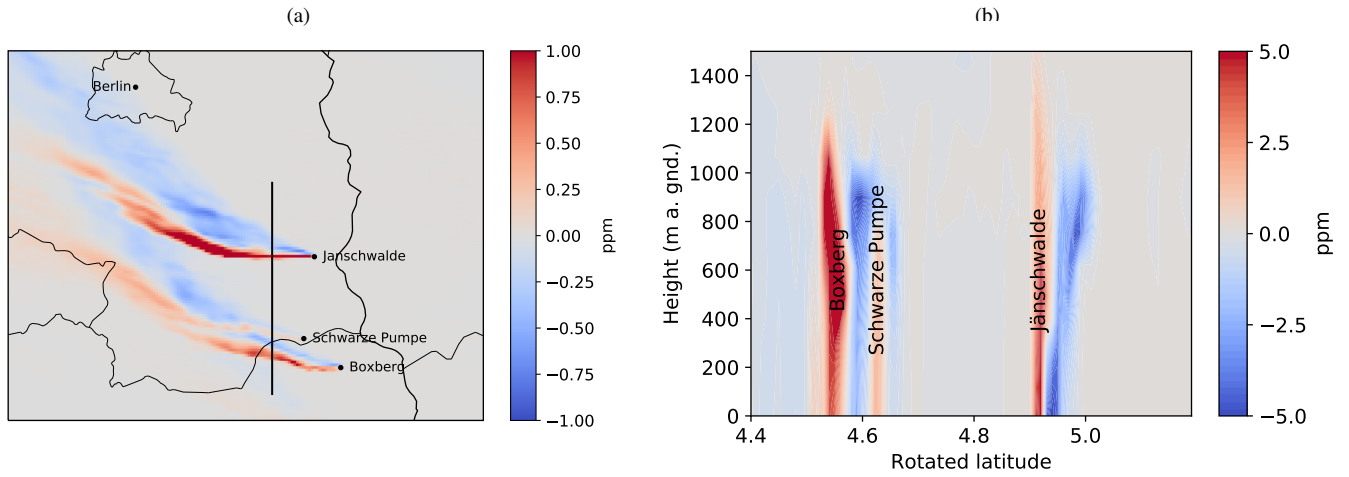 (a)
Berlin
Jänschwalde
Schwarze Pumpe
Boxberg
1.00
0.75
0.50
0.25
0.00
−0.25
−0.50
−0.75
−1.00
ppm
(b)
Height (m a. gnd.)
1400
1200
1000
800
600
400
200
0
4.4
4.6
4.8
5.0
Rotated latitude
Boxberg
Schwarze Pumpe
Jänschwalde
5.0
2.5
0.0
−2.5
−5.0
ppm